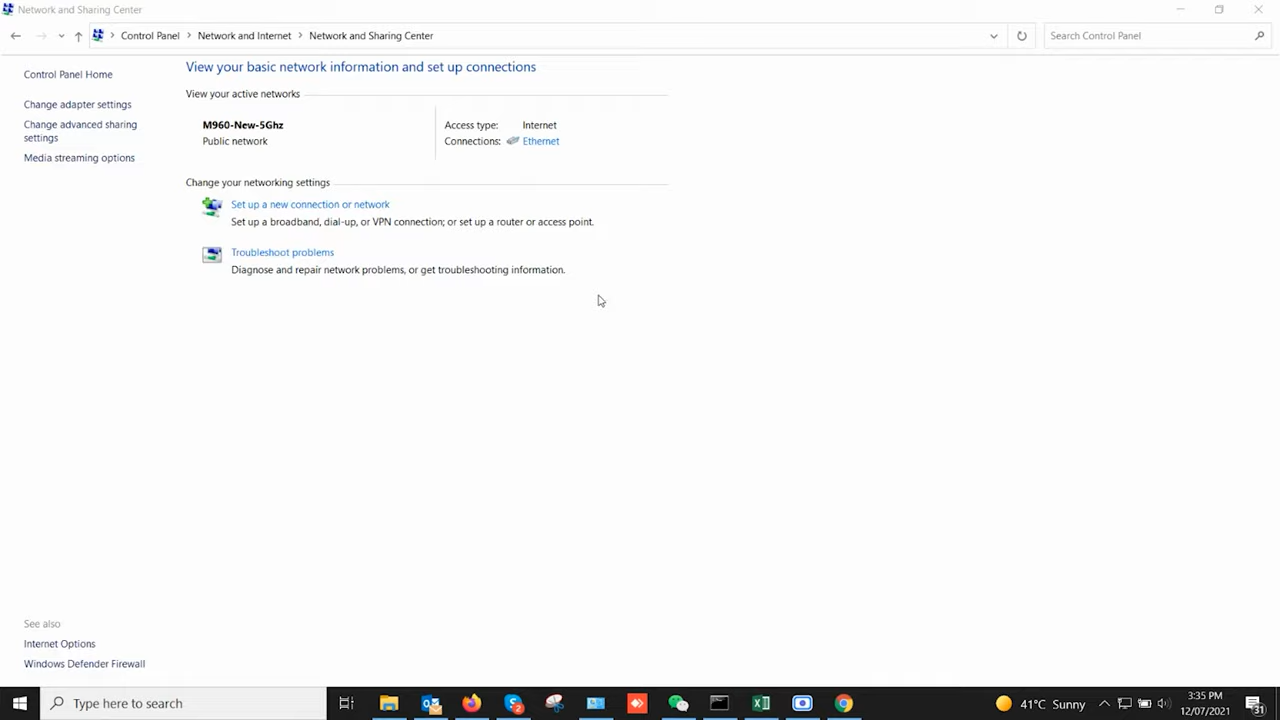 Network and Sharing Center
Control Panel > Network and Internet > Network and Sharing Center
Search Control Panel
Control Panel Home
Change adapter settings
Change advanced sharing
settings
Media streaming options
View your basic network information and set up connections
View your active networks
M960-New-5Ghz
Public network
Access type: Internet
Connections: Ethernet
Change your networking settings
Set up a new connection or network
Set up a broadband, dial-up, or VPN connection; or set up a router or access point.
Troubleshoot problems
Diagnose and repair network problems, or get troubleshooting information.
See also
Internet Options
Windows Defender Firewall
Type here to search
41°C Sunny
3:35 PM
12/07/2021
31